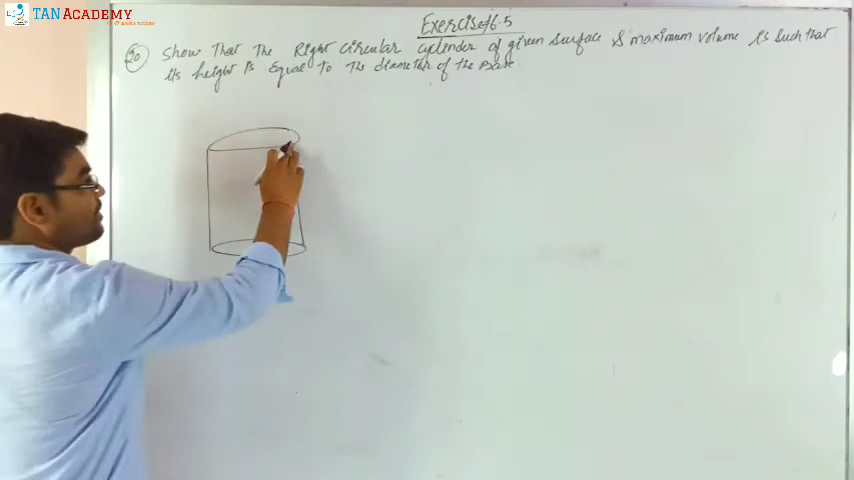 TAN ACADEMY
Exercise 6.5
20 Show That The Right circular cylender of given surface & maximum volume is such that
its height is Equal to The diameter of the Base.